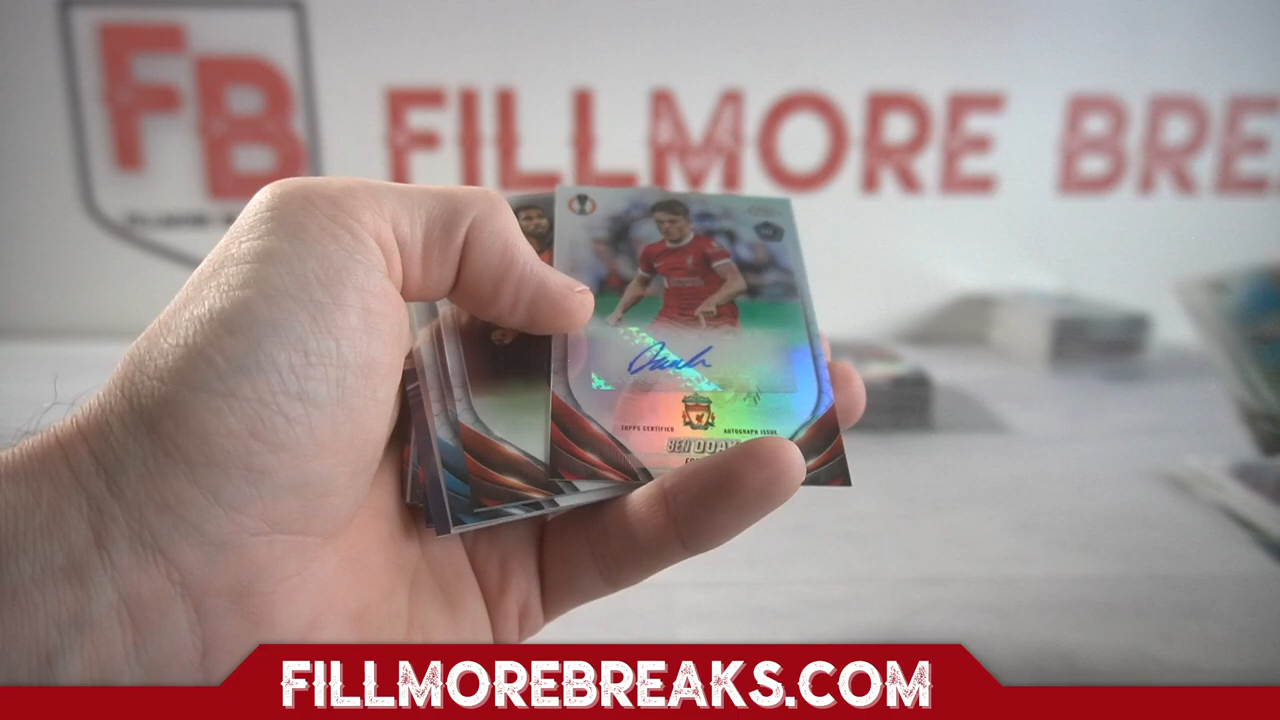 FB
FILLMORE BRE
TOPPS CERTIFIED AUTOGRAPH ISSUE
BEN DOAK
FILLMOREBREAKS.COM